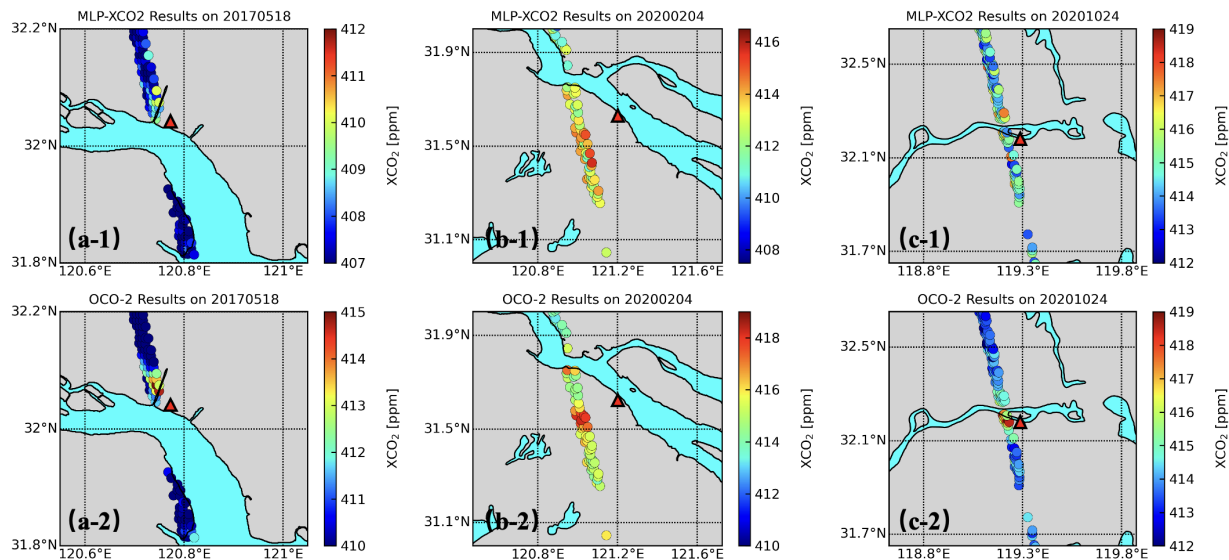 MLP-XCO2 Results on 20170518
32.2°N
32°N
31.8°N
120.6°E
120.8°E
121°E
(a-1)
412
411
410
409
408
407
XCO₂ [ppm]
MLP-XCO2 Results on 20200204
31.9°N
31.5°N
31.1°N
120.8°E
121.2°E
121.6°E
(b-1)
416
414
412
410
408
XCO₂ [ppm]
MLP-XCO2 Results on 20201024
32.5°N
32.1°N
31.7°N
118.8°E
119.3°E
119.8°E
(c-1)
419
418
417
416
415
414
413
412
XCO₂ [ppm]
OCO-2 Results on 20170518
32.2°N
32°N
31.8°N
120.6°E
120.8°E
121°E
(a-2)
415
414
413
412
411
410
XCO₂ [ppm]
OCO-2 Results on 20200204
31.9°N
31.5°N
31.1°N
120.8°E
121.2°E
121.6°E
(b-2)
418
416
414
412
410
XCO₂ [ppm]
OCO-2 Results on 20201024
32.5°N
32.1°N
31.7°N
118.8°E
119.3°E
119.8°E
(c-2)
419
418
417
416
415
414
413
412
XCO₂ [ppm]